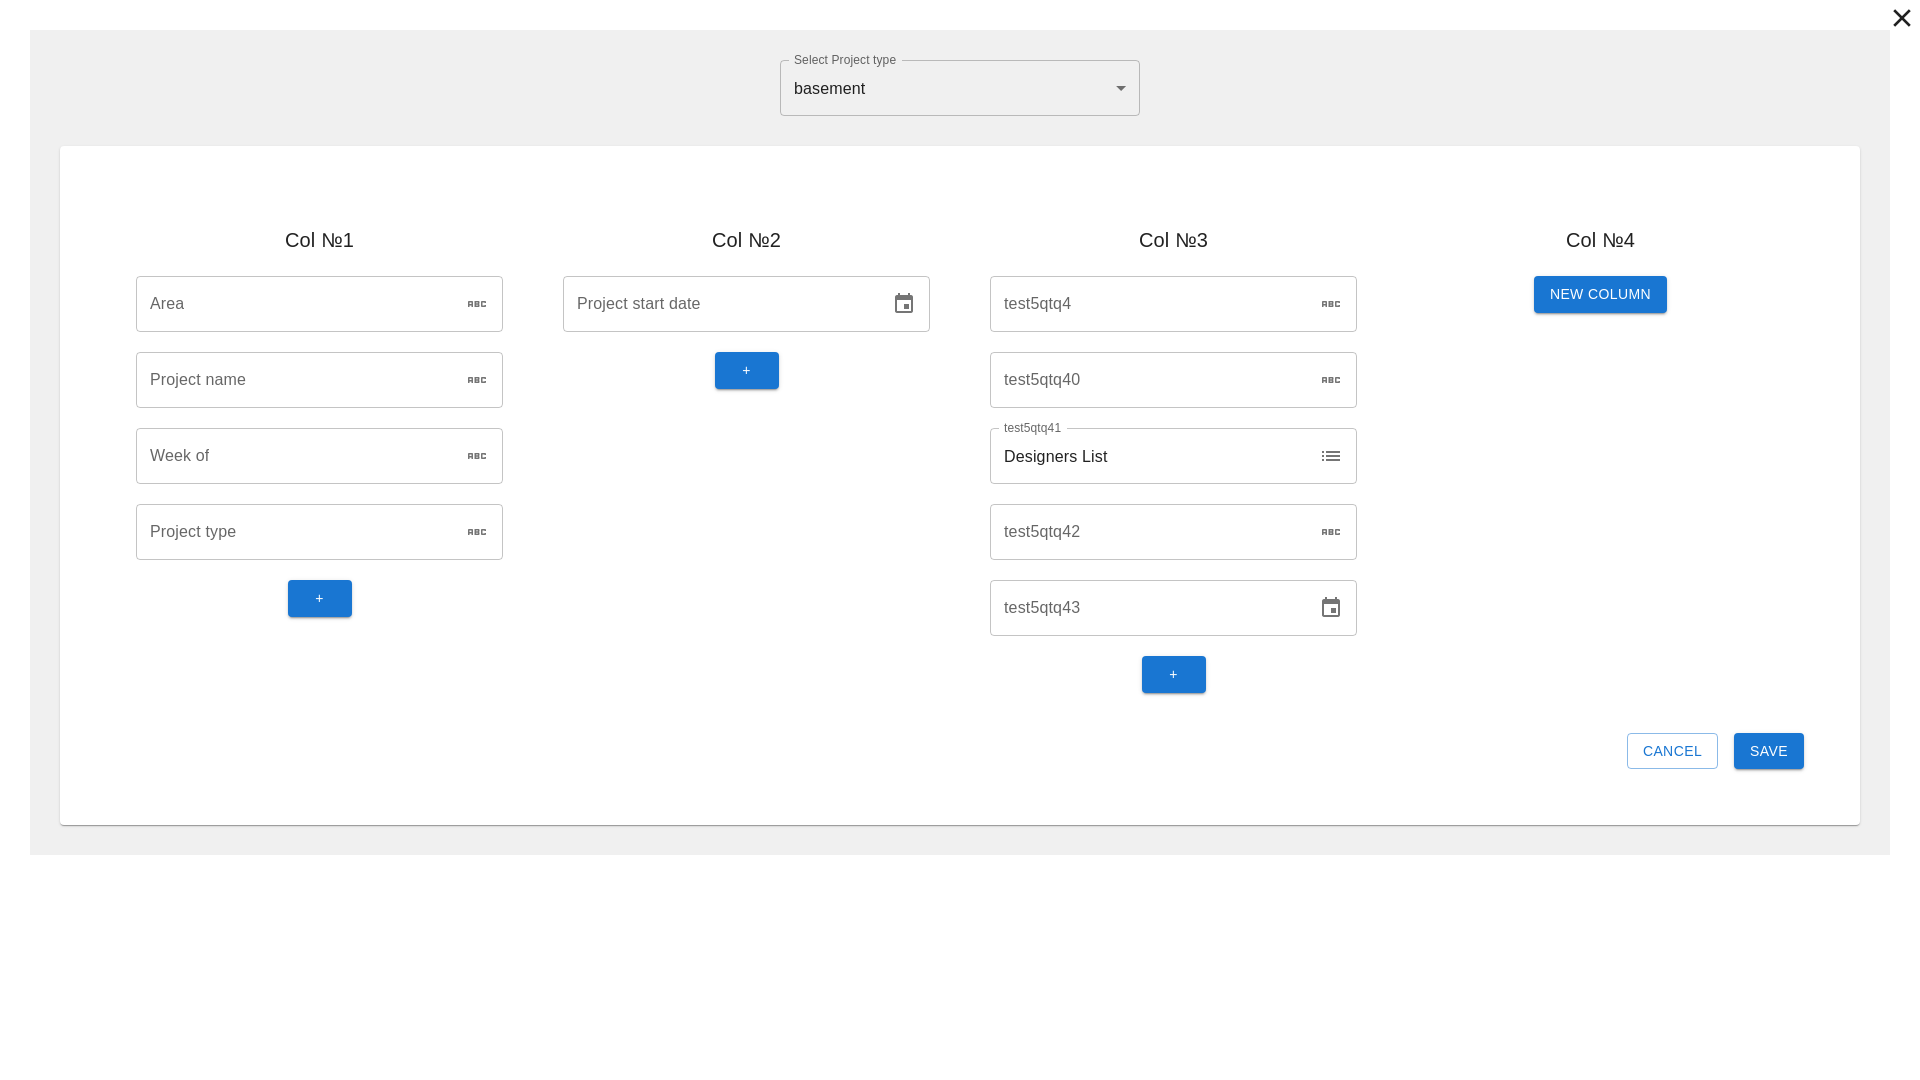 Select Project type
basement
Col №1
Area
ABC
Project name
ABC
Week of
ABC
Project type
ABC
+
Col №2
Project start date
+
Col №3
test5qtq4
ABC
test5qtq40
ABC
test5qtq41
Designers List
test5qtq42
ABC
test5qtq43
+
Col №4
NEW COLUMN
CANCEL
SAVE